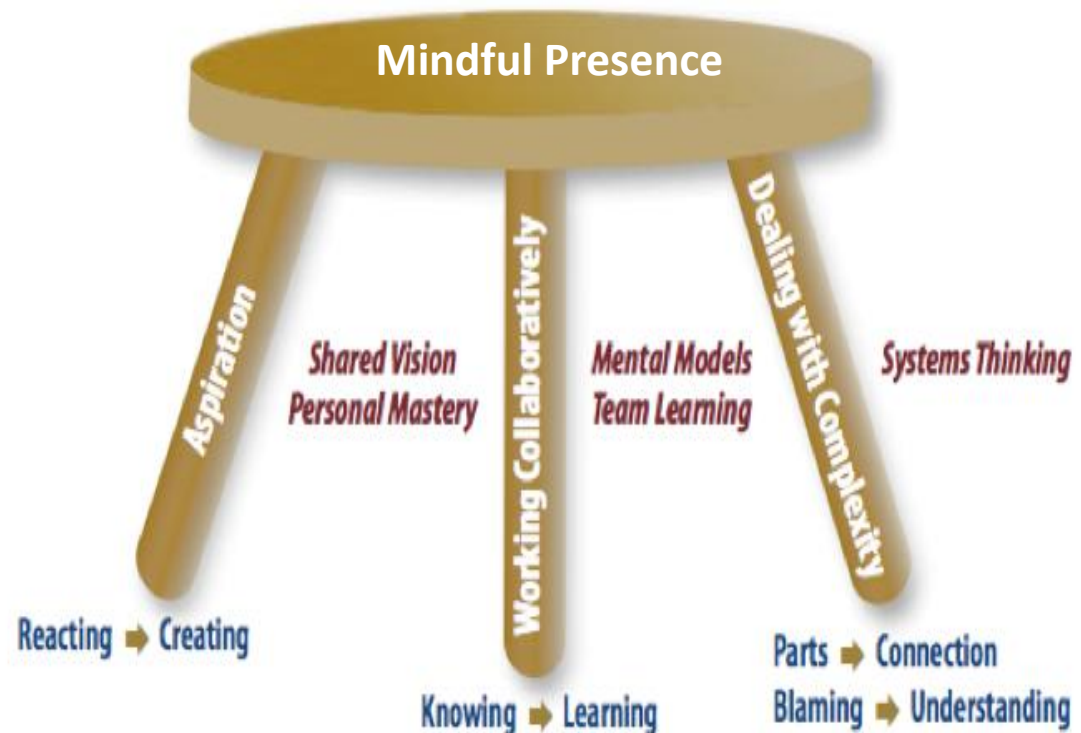 Mindful Presence
Aspiration
Shared Vision
Personal Mastery
Working Collaboratively
Mental Models
Team Learning
Dealing with Complexity
Systems Thinking
Reacting ➡ Creating
Knowing ➡ Learning
Parts ➡ Connection
Blaming ➡ Understanding